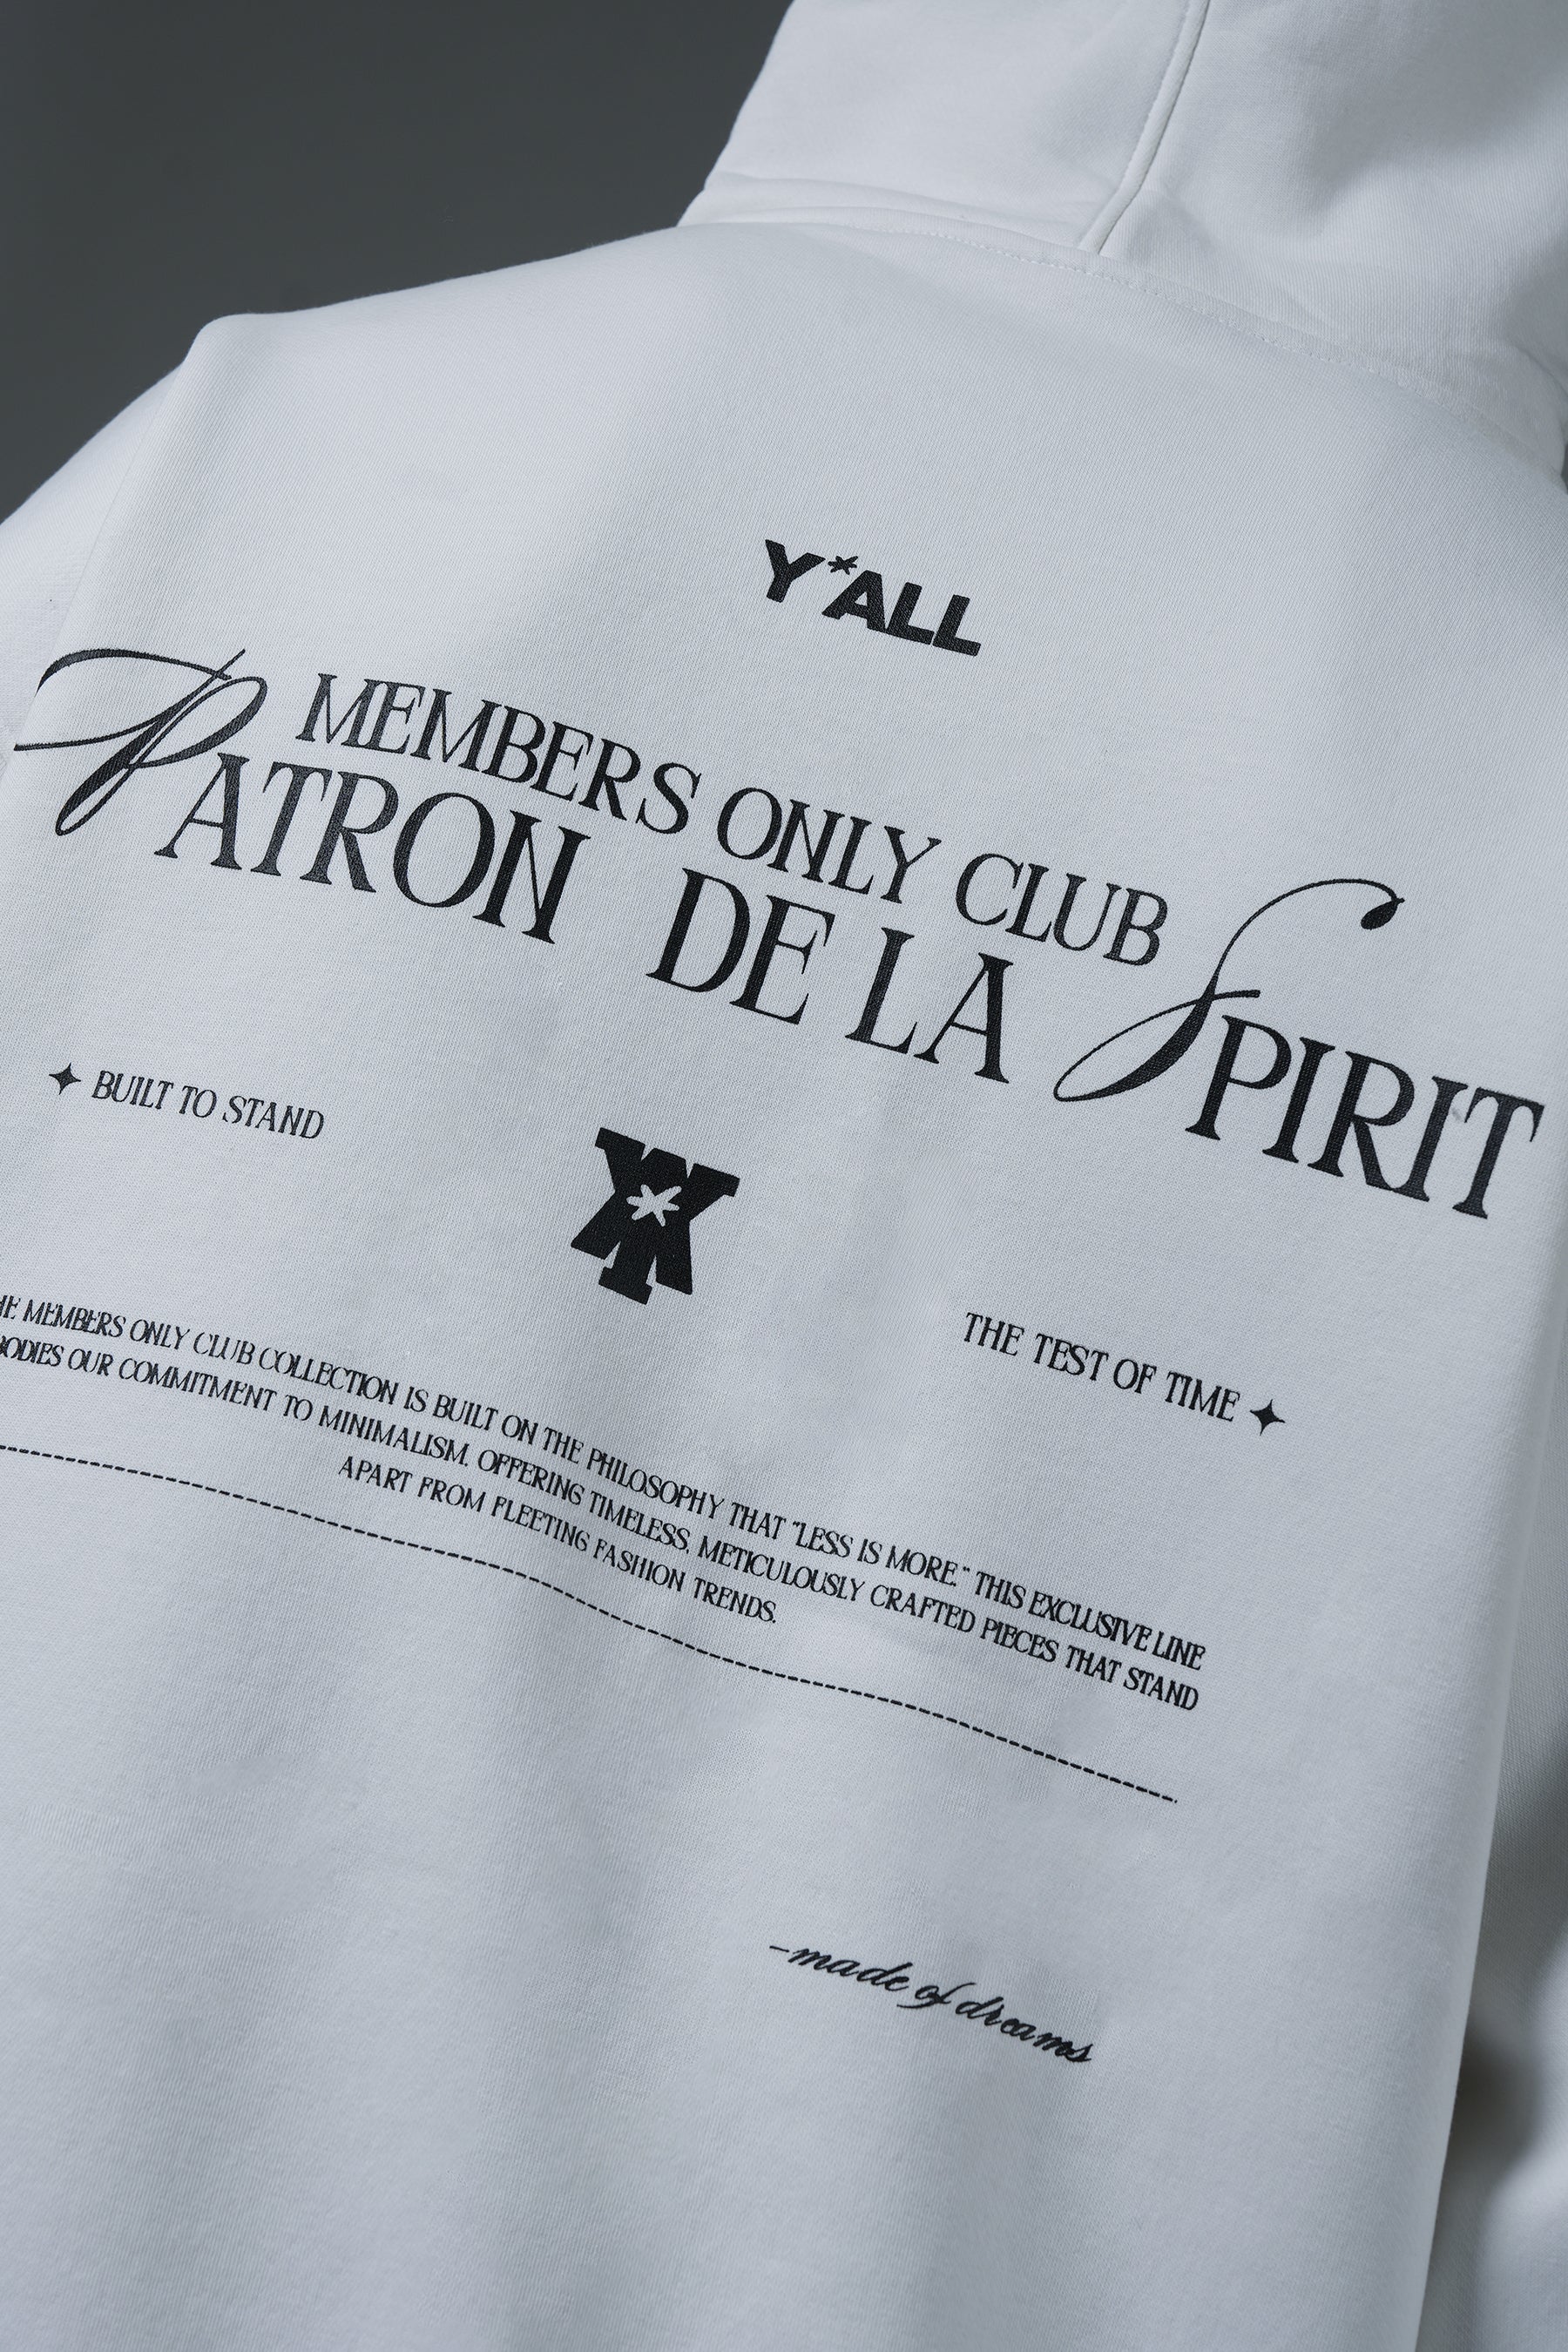 Y*ALL
MEMBERS ONLY CLUB
PATRON DE LA SPIRIT
✦ BUILT TO STAND
THE TEST OF TIME ✦
MEMBERS ONLY CLUB COLLECTION IS BUILT ON THE PHILOSOPHY THAT "LESS IS MORE." THIS EXCLUSIVE LINE
OUR COMMITMENT TO MINIMALISM. OFFERING TIMELESS, METICULOUSLY CRAFTED PIECES THAT STAND
APART FROM FLEETING FASHION TRENDS.
-made of dreams